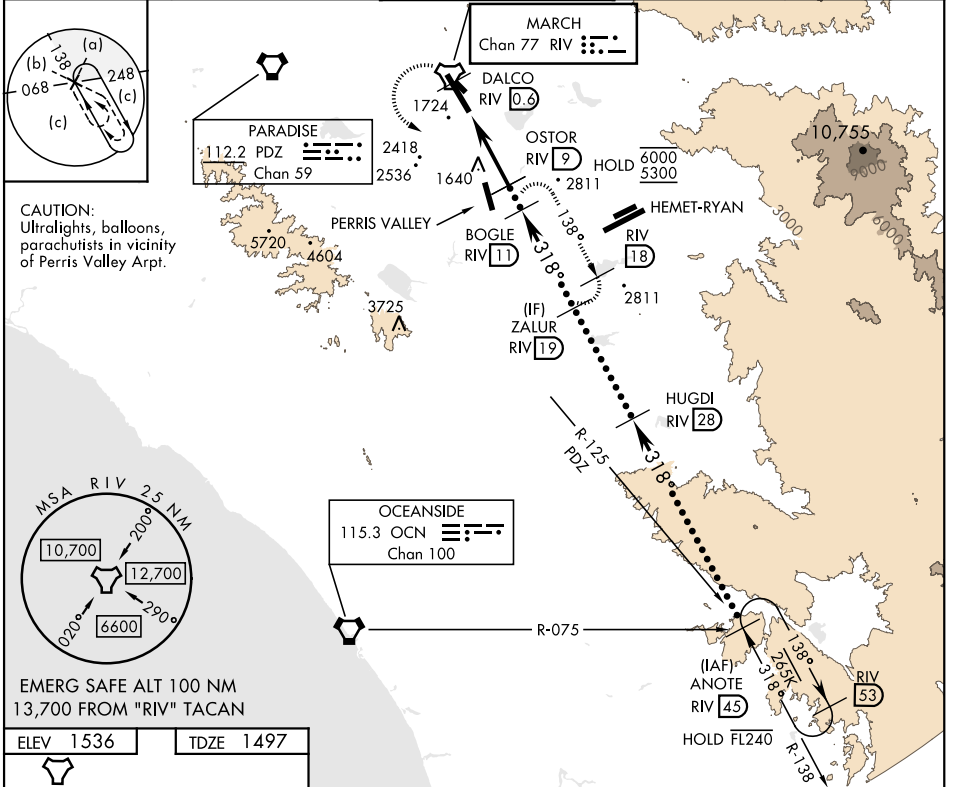 138
(a)
(b)
068
248
(c)
(c)
MARCH
Chan 77 RIV
DALCO
RIV 0.6
1724
PARADISE
112.2 PDZ
Chan 59
2418
2536
1640
OSTOR
RIV 9
2811
HOLD 6000
5300
10,755
9000
3000
6000
CAUTION:
Ultralights, balloons,
parachutists in vicinity
of Perris Valley Arpt.
PERRIS VALLEY
HEMET-RYAN
5720
4604
BOGLE
RIV 11
138°
318°
RIV
18
2811
3725
(IF)
ZALUR
RIV 19
HUGDI
RIV 28
R-125
PDZ
318°
MSA RIV 25 NM
200°
10,700
12,700
020°
290°
6600
OCEANSIDE
115.3 OCN
Chan 100
R-075
(IAF)
ANOTE
RIV 45
HOLD FL240
138°
265K
318°
RIV
53
R-138
EMERG SAFE ALT 100 NM
13,700 FROM "RIV" TACAN
ELEV 1536
TDZE 1497